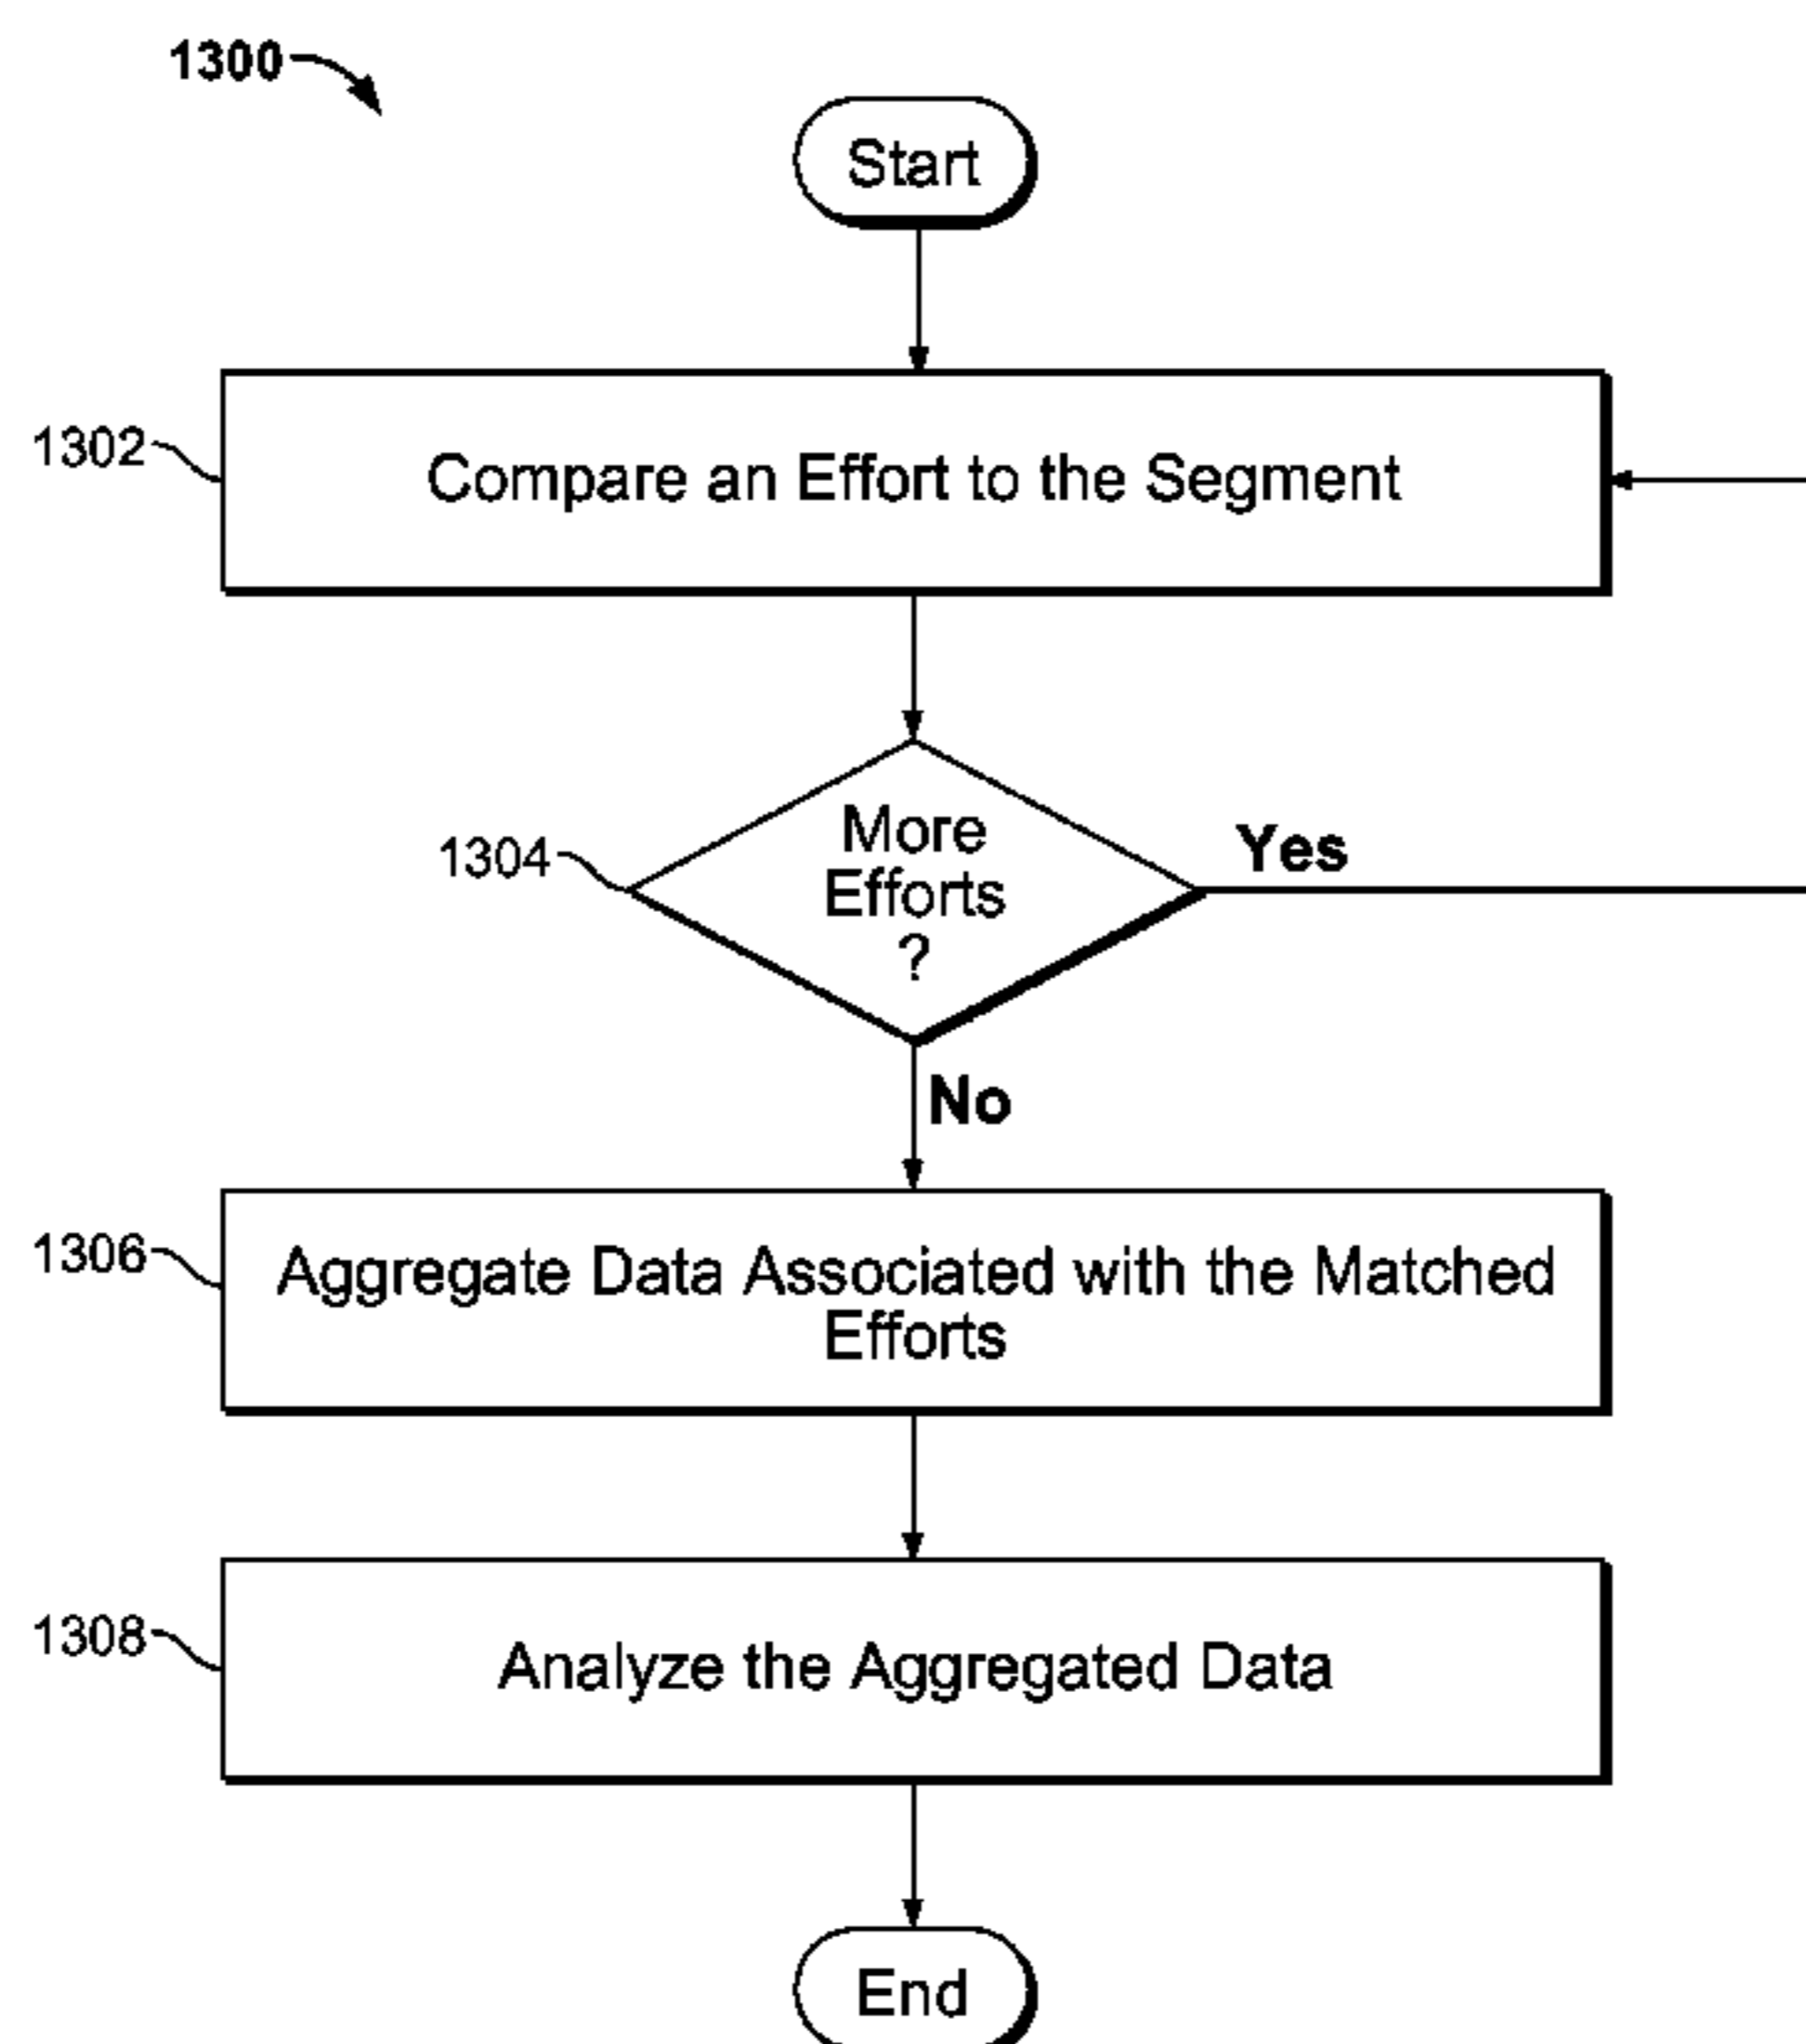 1300
Start
1302
Compare an Effort to the Segment
1304
More
Efforts
?
Yes
No
1306
Aggregate Data Associated with the Matched
Efforts
1308
Analyze the Aggregated Data
End